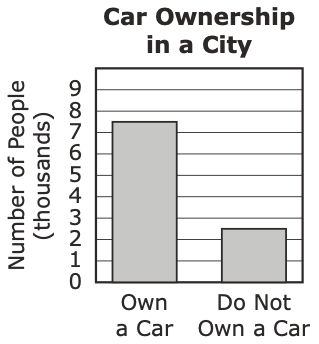 Car Ownership
in a City
Number of People
(thousands)
9
8
7
6
5
4
3
2
1
0
Own
a Car
Do Not
Own a Car